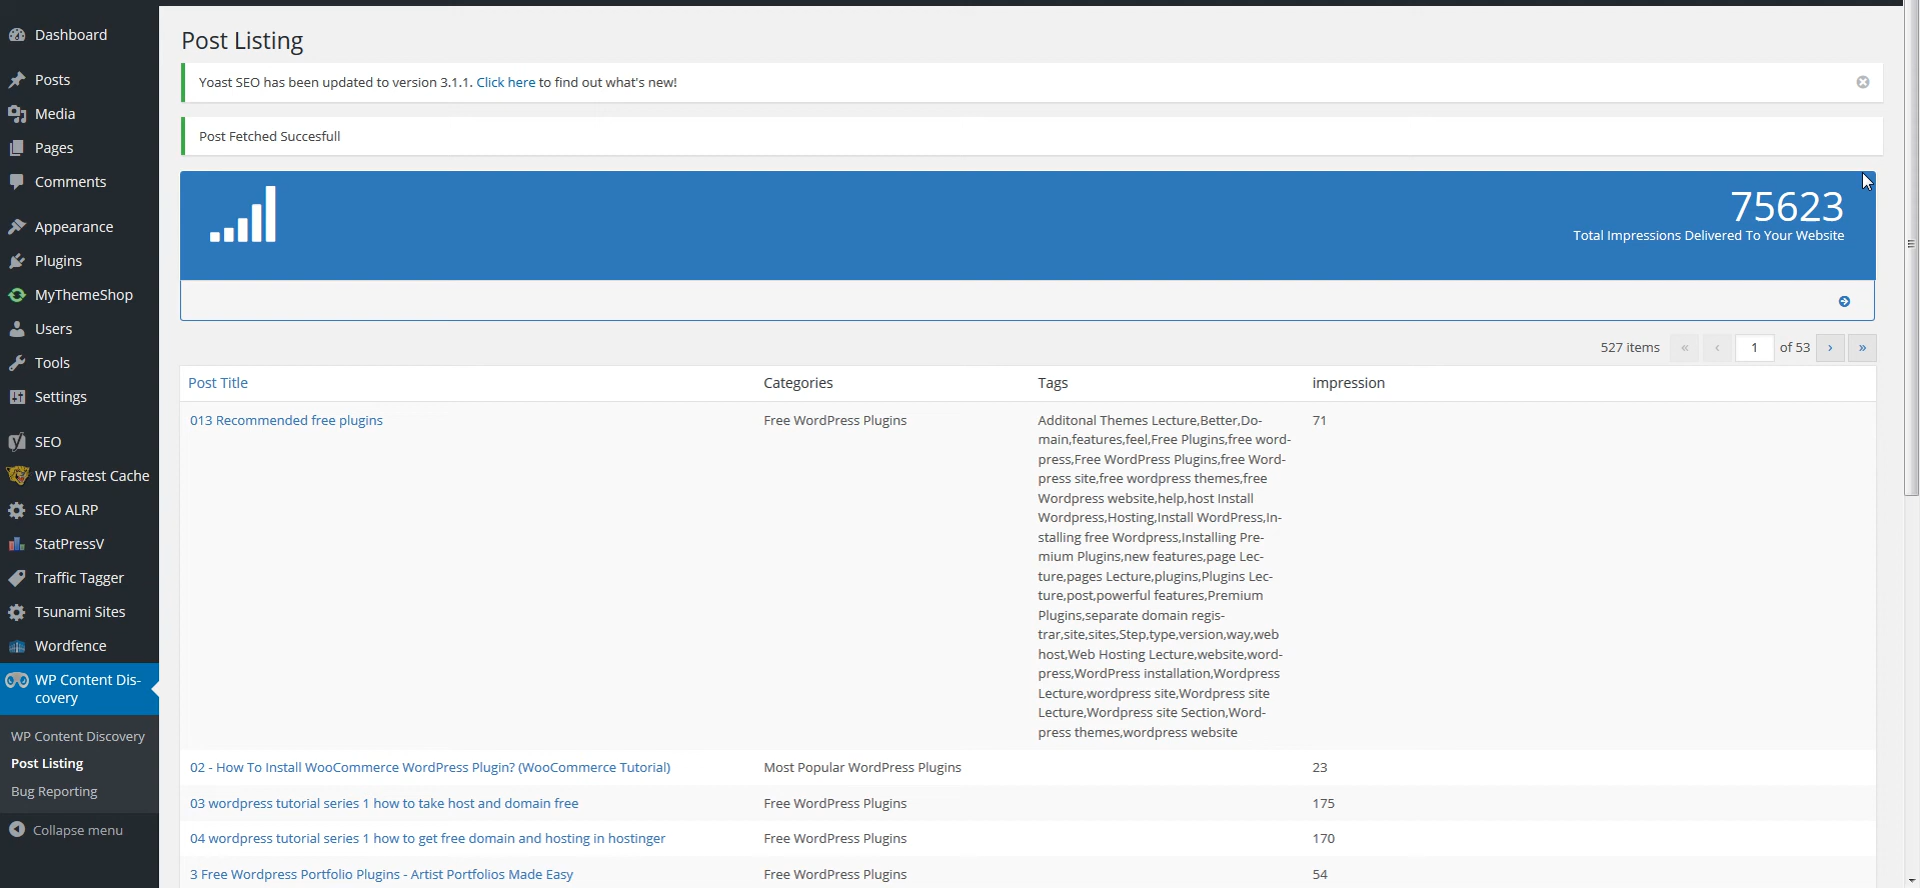 Dashboard
Posts
Media
Pages
Comments
Appearance
Plugins
MyThemeShop
Users
Tools
Settings
SEO
WP Fastest Cache
SEO ALRP
StatPressV
Traffic Tagger
Tsunami Sites
Wordfence
WP Content Dis-
covery
WP Content Discovery
Post Listing
Bug Reporting
Collapse menu
Post Listing
Yoast SEO has been updated to version 3.1.1. Click here to find out what's new!
Post Fetched Succesfull
75623
Total Impressions Delivered To Your Website
527 items « ‹ 1 of 53 › »
Post Title Categories Tags impression
013 Recommended free plugins Free WordPress Plugins Additonal Themes Lecture,Better,Do- 71
main,features,feel,Free Plugins,free word-
press,Free WordPress Plugins,free Word-
press site,free wordpress themes,free
Wordpress website,help,host Install
Wordpress,Hosting,Install WordPress,In-
stalling free Wordpress,Installing Pre-
mium Plugins,new features,page Lec-
ture,pages Lecture,plugins,Plugins Lec-
ture,post,powerful features,Premium
Plugins,separate domain regis-
trar,site,sites,Step,type,version,way,web
host,Web Hosting Lecture,website,word-
press,WordPress installation,Wordpress
Lecture,wordpress site,Wordpress site
Lecture,Wordpress site Section,Word-
press themes,wordpress website
02 - How To Install WooCommerce WordPress Plugin? (WooCommerce Tutorial) Most Popular WordPress Plugins 23
03 wordpress tutorial series 1 how to take host and domain free Free WordPress Plugins 175
04 wordpress tutorial series 1 how to get free domain and hosting in hostinger Free WordPress Plugins 170
3 Free Wordpress Portfolio Plugins - Artist Portfolios Made Easy Free WordPress Plugins 54